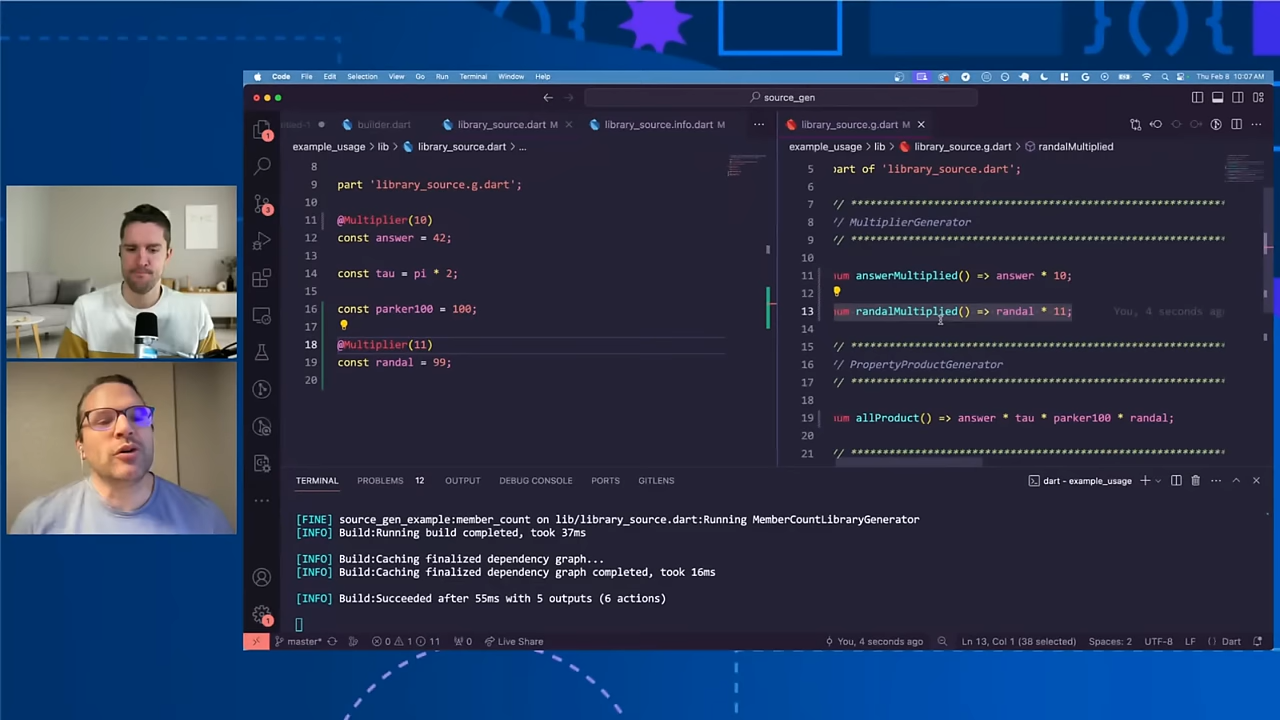 Code File Edit Selection View Go Run Terminal Window Help Thu Feb 8 10:07AM
source_gen
builder.dart library_source.dart M library_source.info.dart M
example_usage > lib > library_source.dart > ...
8
9 part 'library_source.g.dart';
10
11 @Multiplier(10)
12 const answer = 42;
13
14 const tau = pi * 2;
15
16 const parker100 = 100;
17
18 @Multiplier(11)
19 const randal = 99;
20
library_source.g.dart M
example_usage > lib > library_source.g.dart > randalMultiplied
5 part of 'library_source.dart';
6
7 // **************************************************
8 // MultiplierGenerator
9 // **************************************************
10
11 num answerMultiplied() => answer * 10;
12
13 num randalMultiplied() => randal * 11; You, 4 seconds ag
14
15 // **************************************************
16 // PropertyProductGenerator
17 // **************************************************
18
19 num allProduct() => answer * tau * parker100 * randal;
20
21 // **************************************************
TERMINAL PROBLEMS 12 OUTPUT DEBUG CONSOLE PORTS GITLENS
dart - example_usage
[FINE] source_gen_example:member_count on lib/library_source.dart:Running MemberCountLibraryGenerator
[INFO] Build:Running build completed, took 37ms
[INFO] Build:Caching finalized dependency graph...
[INFO] Build:Caching finalized dependency graph completed, took 16ms
[INFO] Build:Succeeded after 55ms with 5 outputs (6 actions)
master* 0 1 11 0 Live Share You, 4 seconds ago Ln 13, Col 1 (38 selected) Spaces: 2 UTF-8 LF Dart